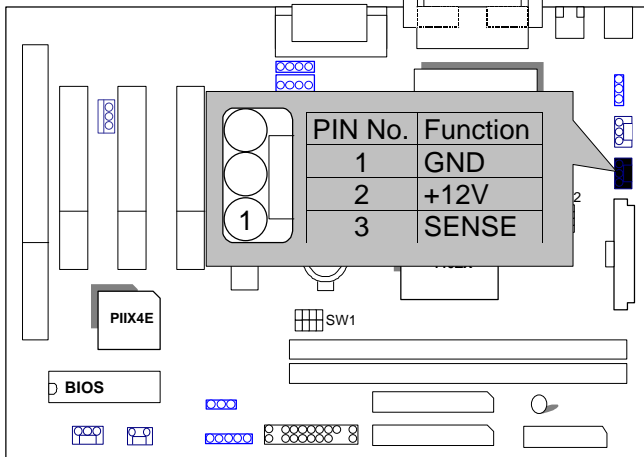 PIN No. Function
1 GND
2 +12V
3 SENSE
1
2
PIIX4E
SW1
BIOS